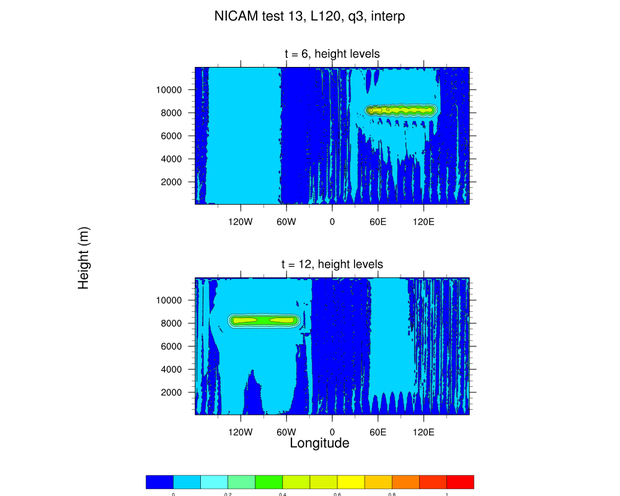 NICAM test 13, L120, q3, interp
t = 6, height levels
10000
8000
6000
4000
2000
120W 60W 0 60E 120E
t = 12, height levels
10000
8000
6000
4000
2000
120W 60W 0 60E 120E
Height (m)
Longitude
0 0.2 0.4 0.6 0.8 1